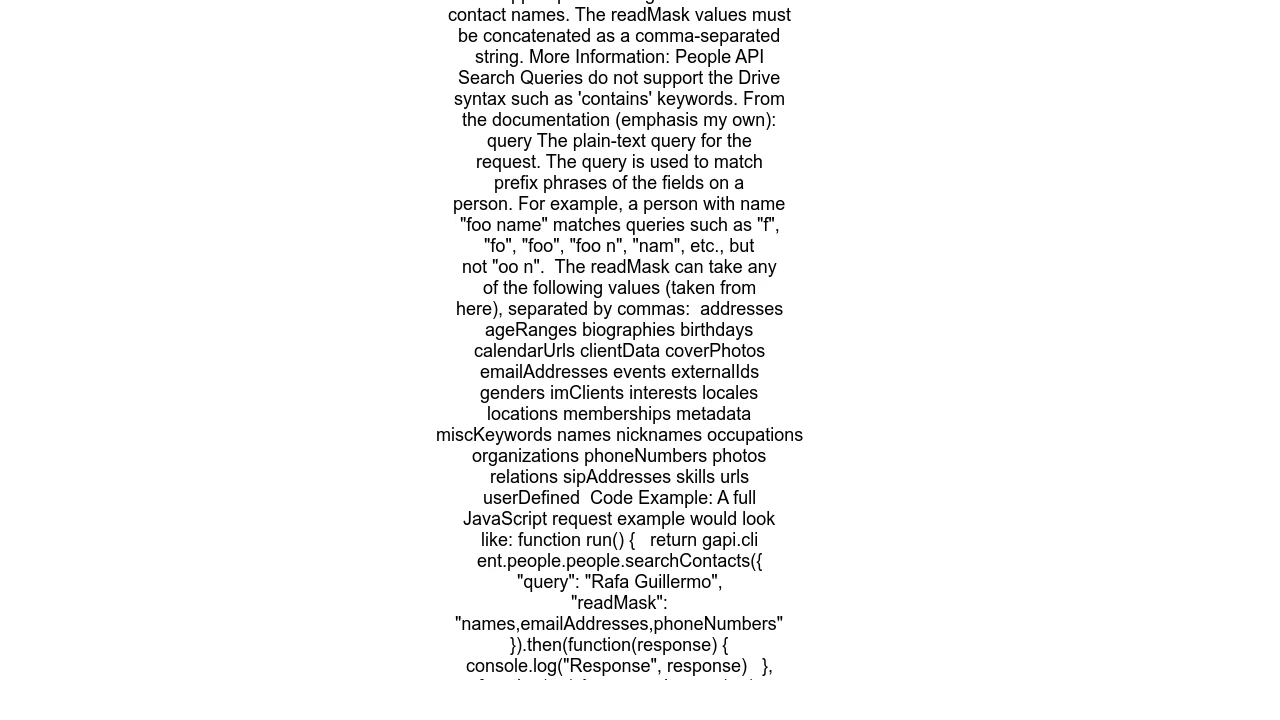 contact names. The readMask values must
be concatenated as a comma-separated
string. More Information: People API
Search Queries do not support the Drive
syntax such as 'contains' keywords. From
the documentation (emphasis my own):
query The plain-text query for the
request. The query is used to match
prefix phrases of the fields on a
person. For example, a person with name
"foo name" matches queries such as "f",
"fo", "foo", "foo n", "nam", etc., but
not "oo n".  The readMask can take any
of the following values (taken from
here), separated by commas:  addresses
ageRanges biographies birthdays
calendarUrls clientData coverPhotos
emailAddresses events externalIds
genders imClients interests locales
locations memberships metadata
miscKeywords names nicknames occupations
organizations phoneNumbers photos
relations sipAddresses skills urls
userDefined  Code Example: A full
JavaScript request example would look
like: function run() {   return gapi.cli
ent.people.people.searchContacts({
"query": "Rafa Guillermo",
"readMask":
"names,emailAddresses,phoneNumbers"
}).then(function(response) {
console.log("Response", response)   },